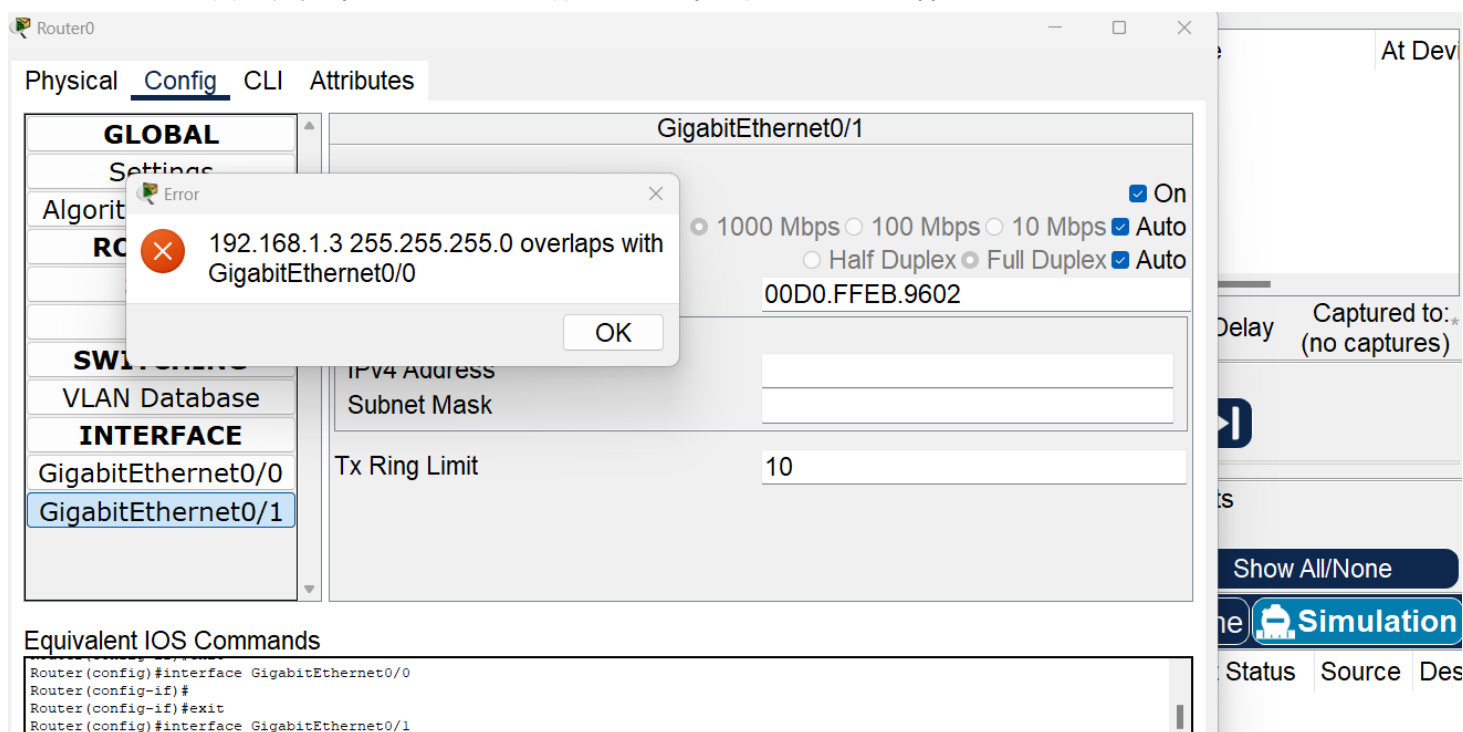 Router0
Physical Config CLI Attributes
GLOBAL
Settings
Algorit
RO
SWITCHING
VLAN Database
INTERFACE
GigabitEthernet0/0
GigabitEthernet0/1
GigabitEthernet0/1
On
1000 Mbps 100 Mbps 10 Mbps Auto
Half Duplex Full Duplex Auto
00D0.FFEB.9602
IPv4 Address
Subnet Mask
Tx Ring Limit 10
Error
192.168.1.3 255.255.255.0 overlaps with
GigabitEthernet0/0
OK
Equivalent IOS Commands
Router(config)#interface GigabitEthernet0/0
Router(config-if)#
Router(config-if)#exit
Router(config)#interface GigabitEthernet0/1
At Devi
Delay
Captured to:*
(no captures)
ts
Show All/None
ne Simulation
Status Source Des